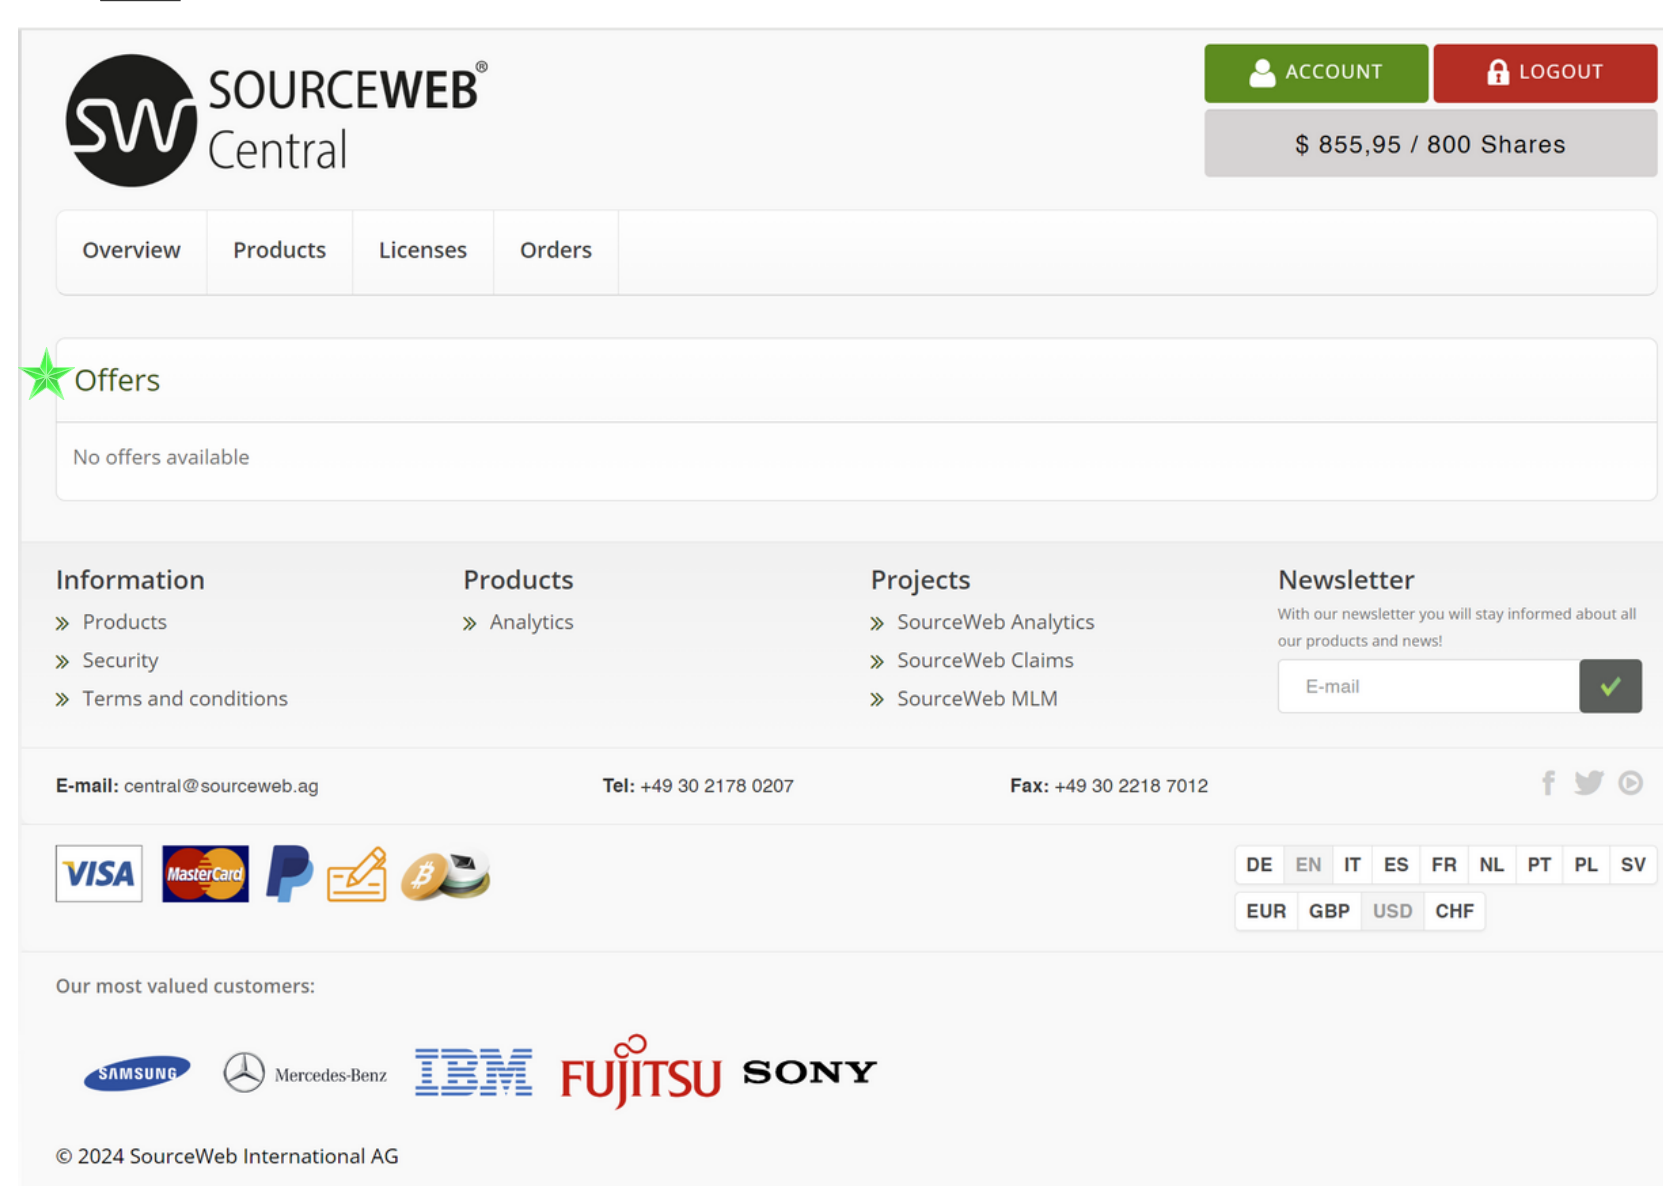 SW SOURCEWEB®
Central
ACCOUNT
LOGOUT
$ 855,95 / 800 Shares
Overview Products Licenses Orders
Offers
No offers available
Information
Products
Security
Terms and conditions
Products
Analytics
Projects
SourceWeb Analytics
SourceWeb Claims
SourceWeb MLM
Newsletter
With our newsletter you will stay informed about all
our products and news!
E-mail
E-mail: central@sourceweb.ag Tel: +49 30 2178 0207 Fax: +49 30 2218 7012
VISA MasterCard
DE EN IT ES FR NL PT PL SV
EUR GBP USD CHF
Our most valued customers:
SAMSUNG Mercedes-Benz IBM FUJITSU SONY
© 2024 SourceWeb International AG